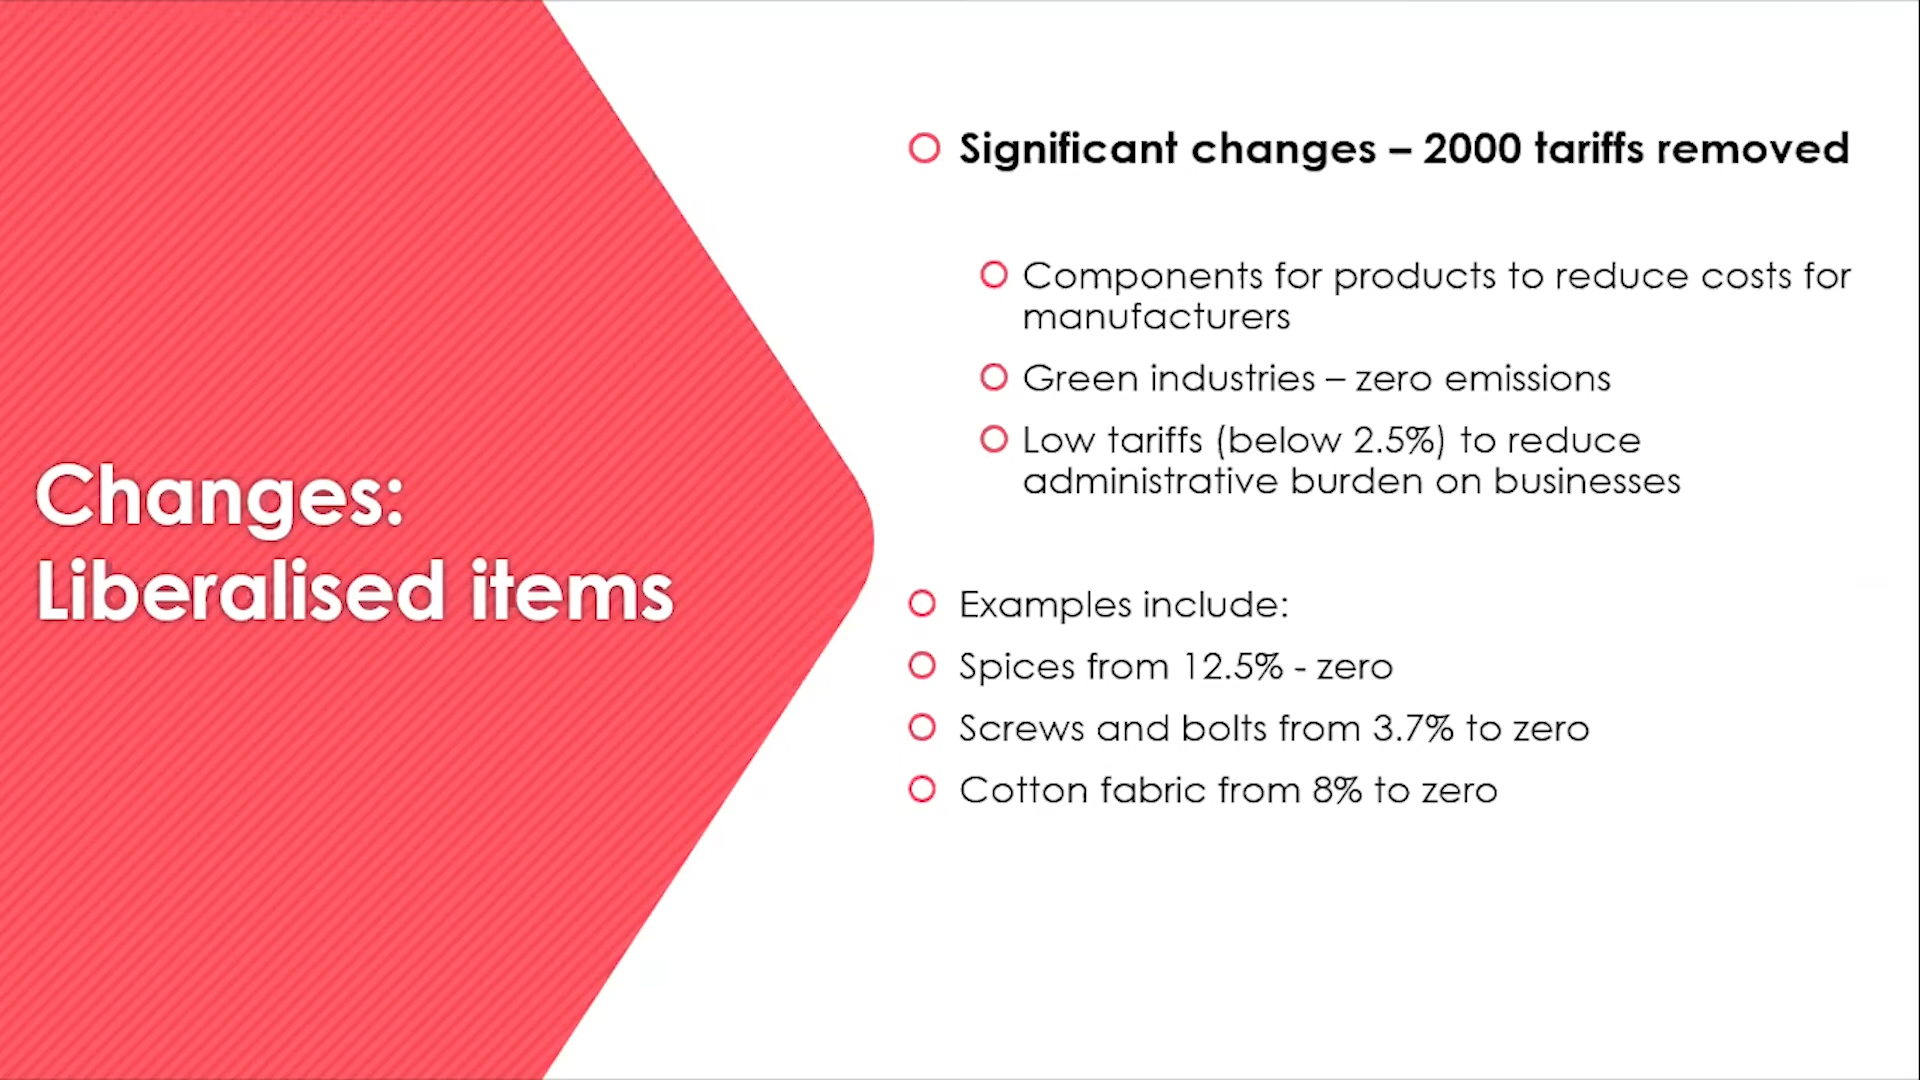 Changes:
Liberalised items
Significant changes – 2000 tariffs removed
Components for products to reduce costs for
manufacturers
Green industries – zero emissions
Low tariffs (below 2.5%) to reduce
administrative burden on businesses
Examples include:
Spices from 12.5% - zero
Screws and bolts from 3.7% to zero
Cotton fabric from 8% to zero